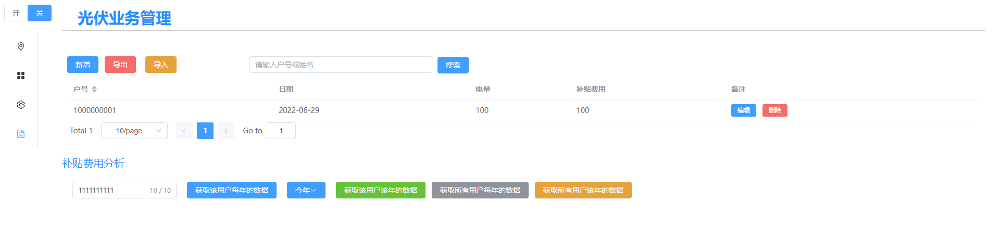 开 关
光伏业务管理
新增 导出 导入 请输入户号或姓名 搜索
户号 日期 电量 补贴费用 备注
1000000001 2022-06-29 100 100 编辑 删除
Total 1 10/page 1 Go to 1
补贴费用分析
1111111111 10 / 10 获取该用户每年的数据 今年 获取该用户该年的数据 获取所有用户每年的数据 获取所有用户该年的数据